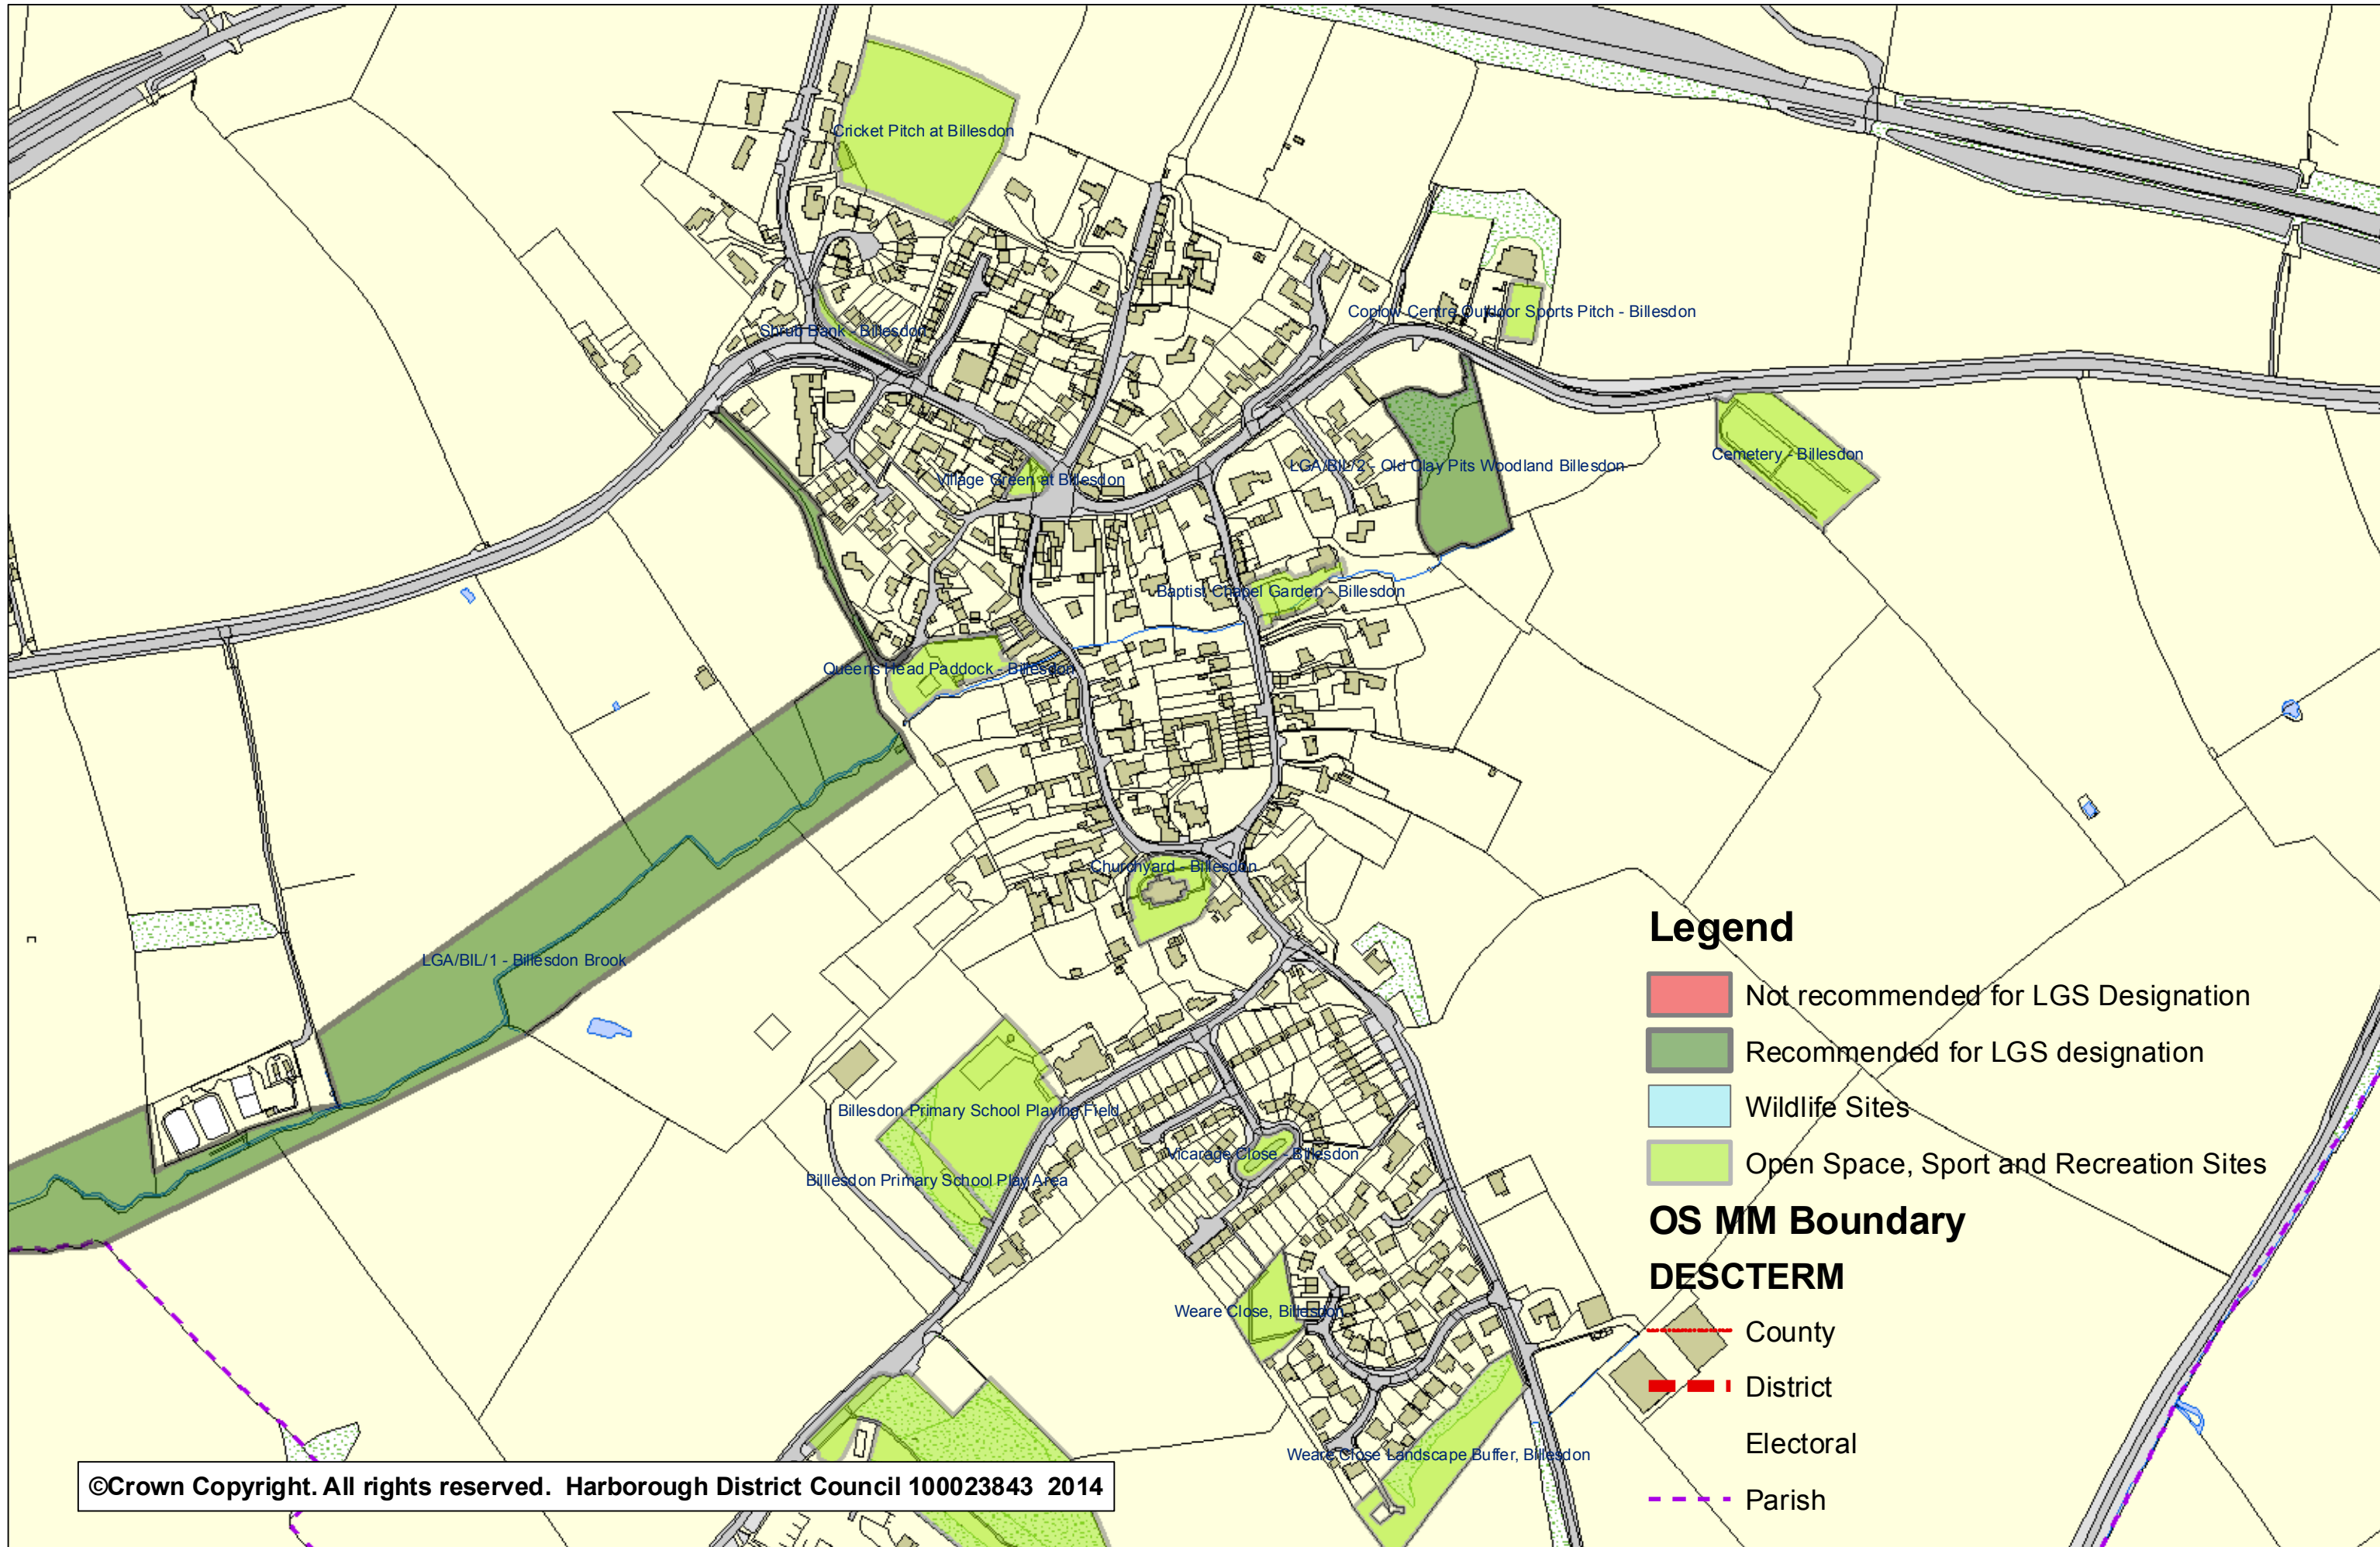 Cricket Pitch at Billesdon
Coplow Centre Outdoor Sports Pitch - Billesdon
Shrub Bank - Billesdon
Cemetery - Billesdon
LGA/BIL/2 - Old Clay Pits Woodland Billesdon
Village Green at Billesdon
Baptist Chapel Garden - Billesdon
Queens Head Paddock - Billesdon
Churchyard - Billesdon
LGA/BIL/1 - Billesdon Brook
Billesdon Primary School Playing Field
Vicarage Close - Billesdon
Billlesdon Primary School Play Area
Weare Close, Billesdon
Weare Close Landscape Buffer, Billesdon
Legend
Not recommended for LGS Designation
Recommended for LGS designation
Wildlife Sites
Open Space, Sport and Recreation Sites
OS MM Boundary
DESCTERM
County
District
Electoral
Parish
©Crown Copyright. All rights reserved. Harborough District Council 100023843 2014